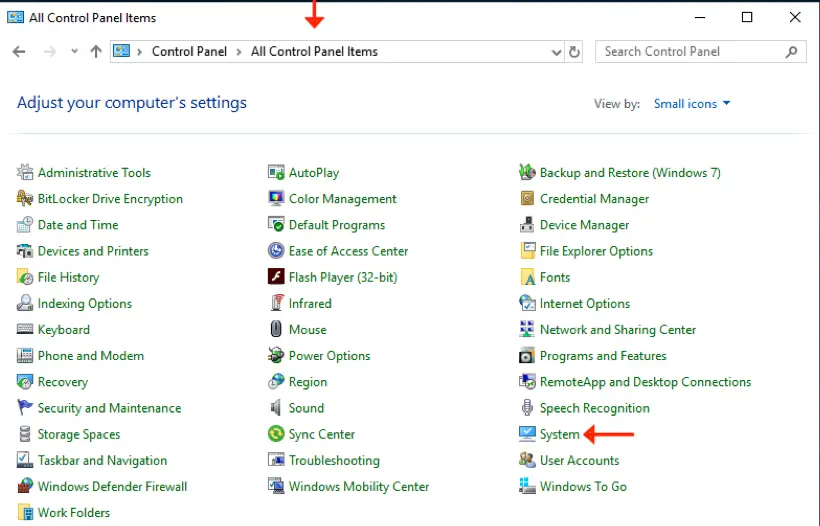 All Control Panel Items
Control Panel > All Control Panel Items
Search Control Panel
Adjust your computer's settings
View by: Small icons
Administrative Tools
AutoPlay
Backup and Restore (Windows 7)
BitLocker Drive Encryption
Color Management
Credential Manager
Date and Time
Default Programs
Device Manager
Devices and Printers
Ease of Access Center
File Explorer Options
File History
Flash Player (32-bit)
Fonts
Indexing Options
Infrared
Internet Options
Keyboard
Mouse
Network and Sharing Center
Phone and Modem
Power Options
Programs and Features
Recovery
Region
RemoteApp and Desktop Connections
Security and Maintenance
Sound
Speech Recognition
Storage Spaces
Sync Center
System
Taskbar and Navigation
Troubleshooting
User Accounts
Windows Defender Firewall
Windows Mobility Center
Windows To Go
Work Folders